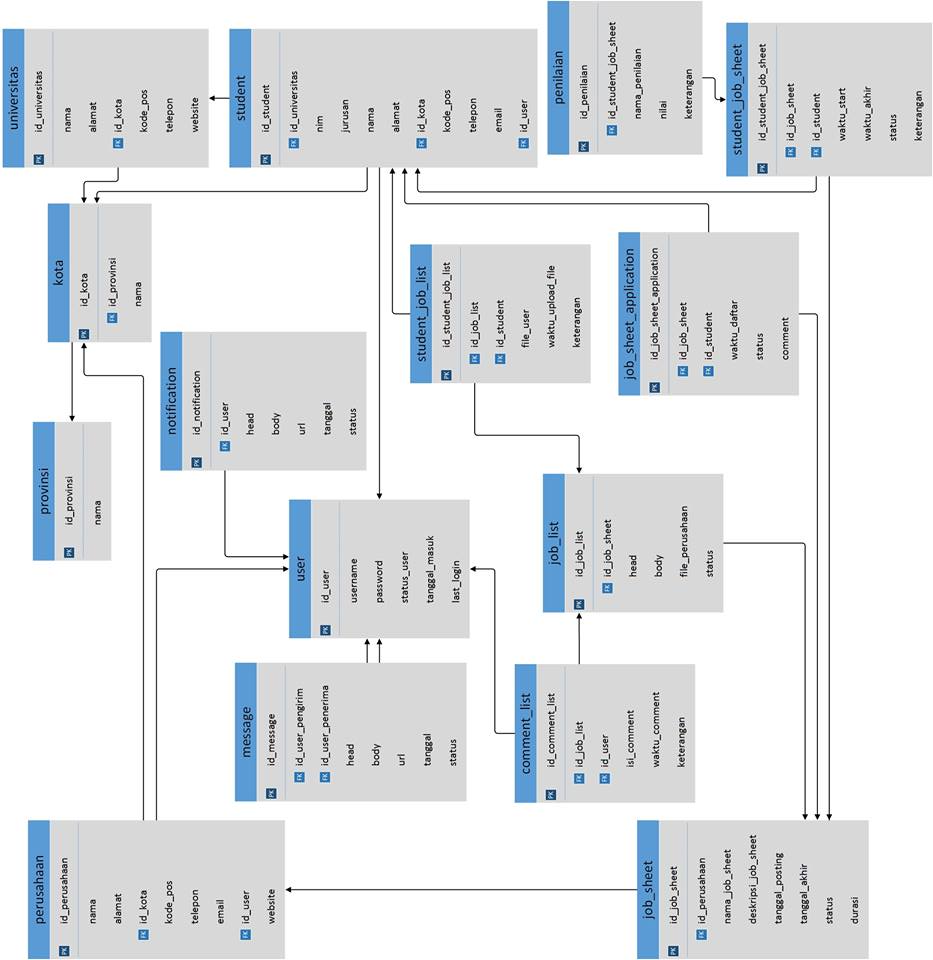 universitas
PK id_universitas
nama
alamat
FK id_kota
kode_pos
telepon
website
student
PK id_student
FK id_universitas
nim
jurusan
nama
alamat
FK id_kota
kode_pos
telepon
email
FK id_user
penilaian
PK id_penilaian
FK id_student_job_sheet
nama_penilaian
nilai
keterangan
student_job_sheet
PK id_student_job_sheet
FK id_job_sheet
FK id_student
waktu_start
waktu_akhir
status
keterangan
kota
PK id_kota
FK id_provinsi
nama
student_job_list
PK id_student_job_list
FK id_job_list
FK id_student
file_user
waktu_upload_file
keterangan
job_sheet_application
PK id_job_sheet_application
FK id_job_sheet
FK id_student
waktu_daftar
status
comment
notification
PK id_notification
FK id_user
head
body
url
tanggal
status
provinsi
PK id_provinsi
nama
user
PK id_user
username
password
status_user
tanggal_masuk
last_login
job_list
PK id_job_list
FK id_job_sheet
head
body
file_perusahaan
status
message
PK id_message
FK id_user_pengirim
FK id_user_penerima
head
body
url
tanggal
status
comment_list
PK id_comment_list
FK id_job_list
FK id_user
isi_comment
waktu_comment
keterangan
perusahaan
PK id_perusahaan
nama
alamat
FK id_kota
kode_pos
telepon
email
FK id_user
website
job_sheet
PK id_job_sheet
FK id_perusahaan
nama_job_sheet
deskripsi_job_sheet
tanggal_posting
tanggal_akhir
status
durasi